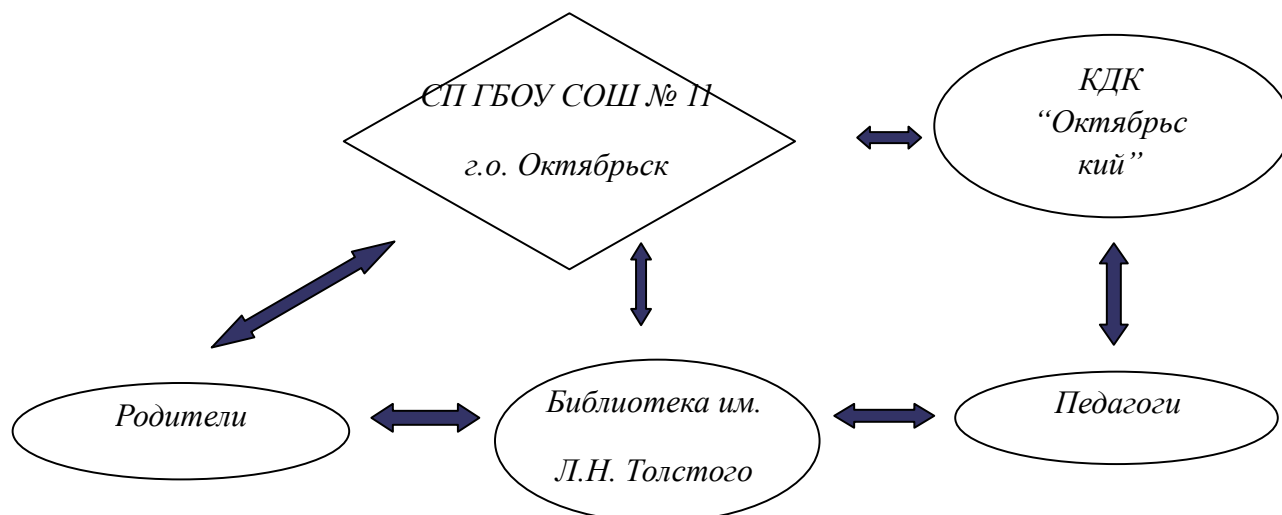 СП ГБОУ СОШ № 11
г.о. Октябрьск
КДК
“Октябрьс
кий”
Родители
Библиотека им.
Л.Н. Толстого
Педагоги